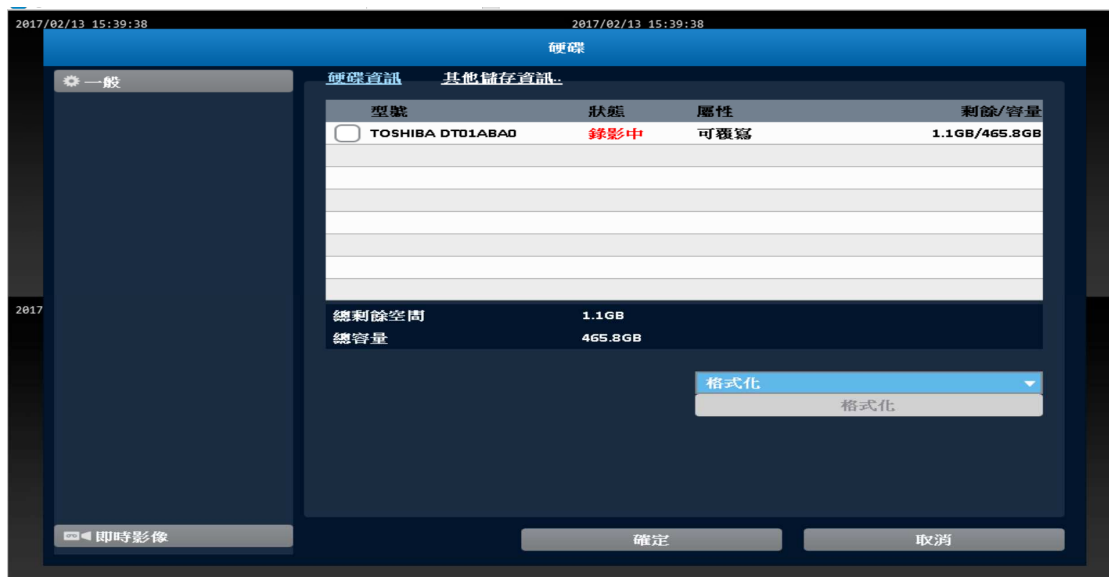 2017/02/13 15:39:38 2017/02/13 15:39:38
硬碟
一般
硬碟資訊 其他儲存資訊..
型號 狀態 屬性 剩餘/容量
TOSHIBA DT01ABA0 錄影中 可覆寫 1.1GB/465.8GB
2017
總剩餘空間 1.1GB
總容量 465.8GB
格式化
格式化
即時影像 確定 取消